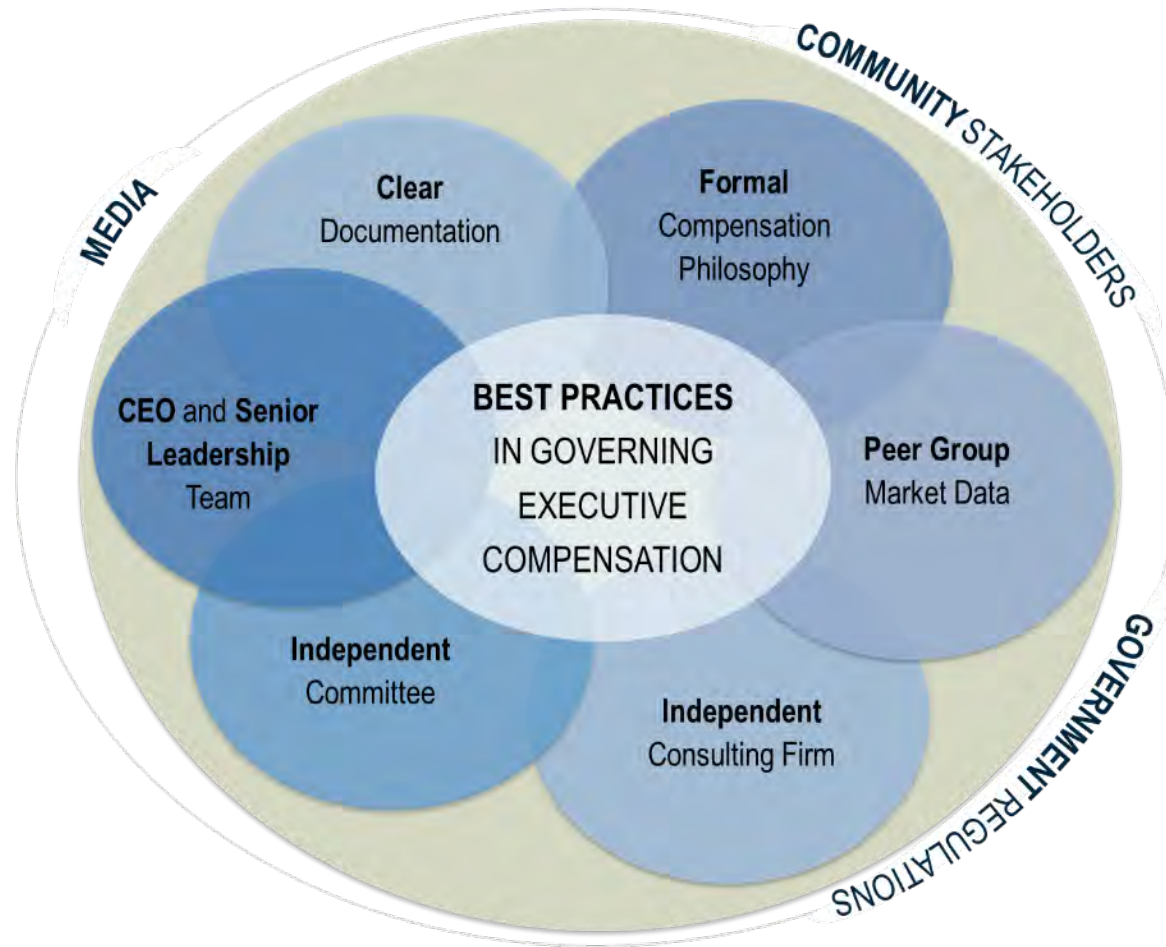 COMMUNITY STAKEHOLDERS
MEDIA
Clear
Documentation
Formal
Compensation
Philosophy
CEO and Senior
Leadership
Team
BEST PRACTICES
IN GOVERNING
EXECUTIVE
COMPENSATION
Peer Group
Market Data
Independent
Committee
Independent
Consulting Firm
GOVERNMENT REGULATIONS